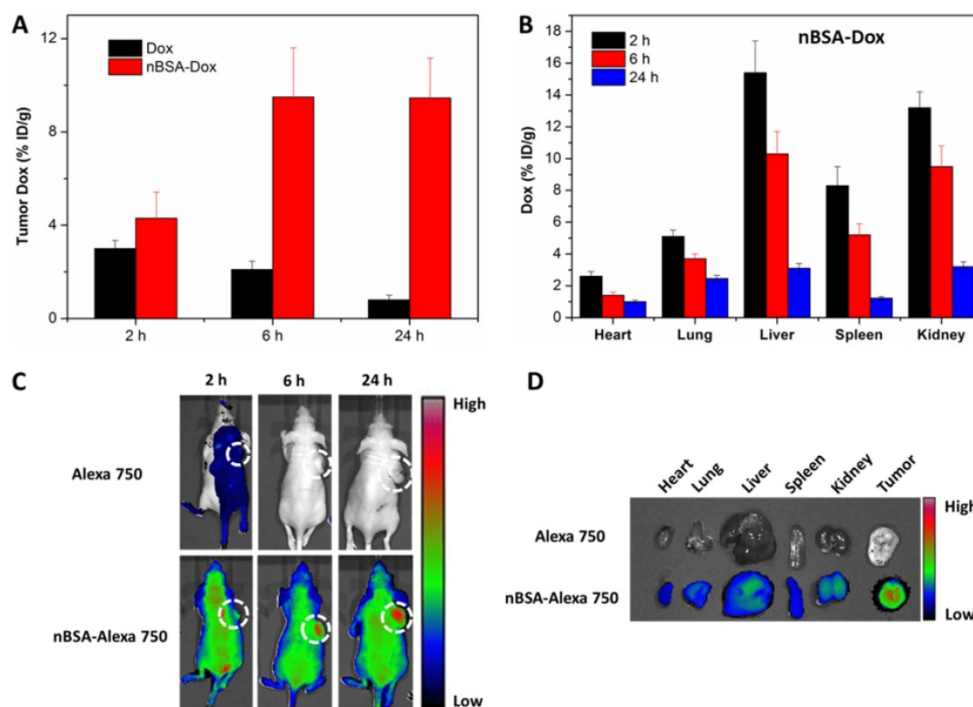 A
Dox
nBSA-Dox
Tumor Dox (% ID/g)
12
8
4
0
2 h
6 h
24 h
B
nBSA-Dox
2 h
6 h
24 h
Dox (% ID/g)
18
16
14
12
10
8
6
4
2
0
Heart
Lung
Liver
Spleen
Kidney
C
2 h
6 h
24 h
Alexa 750
nBSA-Alexa 750
High
Low
D
Heart
Lung
Liver
Spleen
Kidney
Tumor
Alexa 750
nBSA-Alexa 750
High
Low